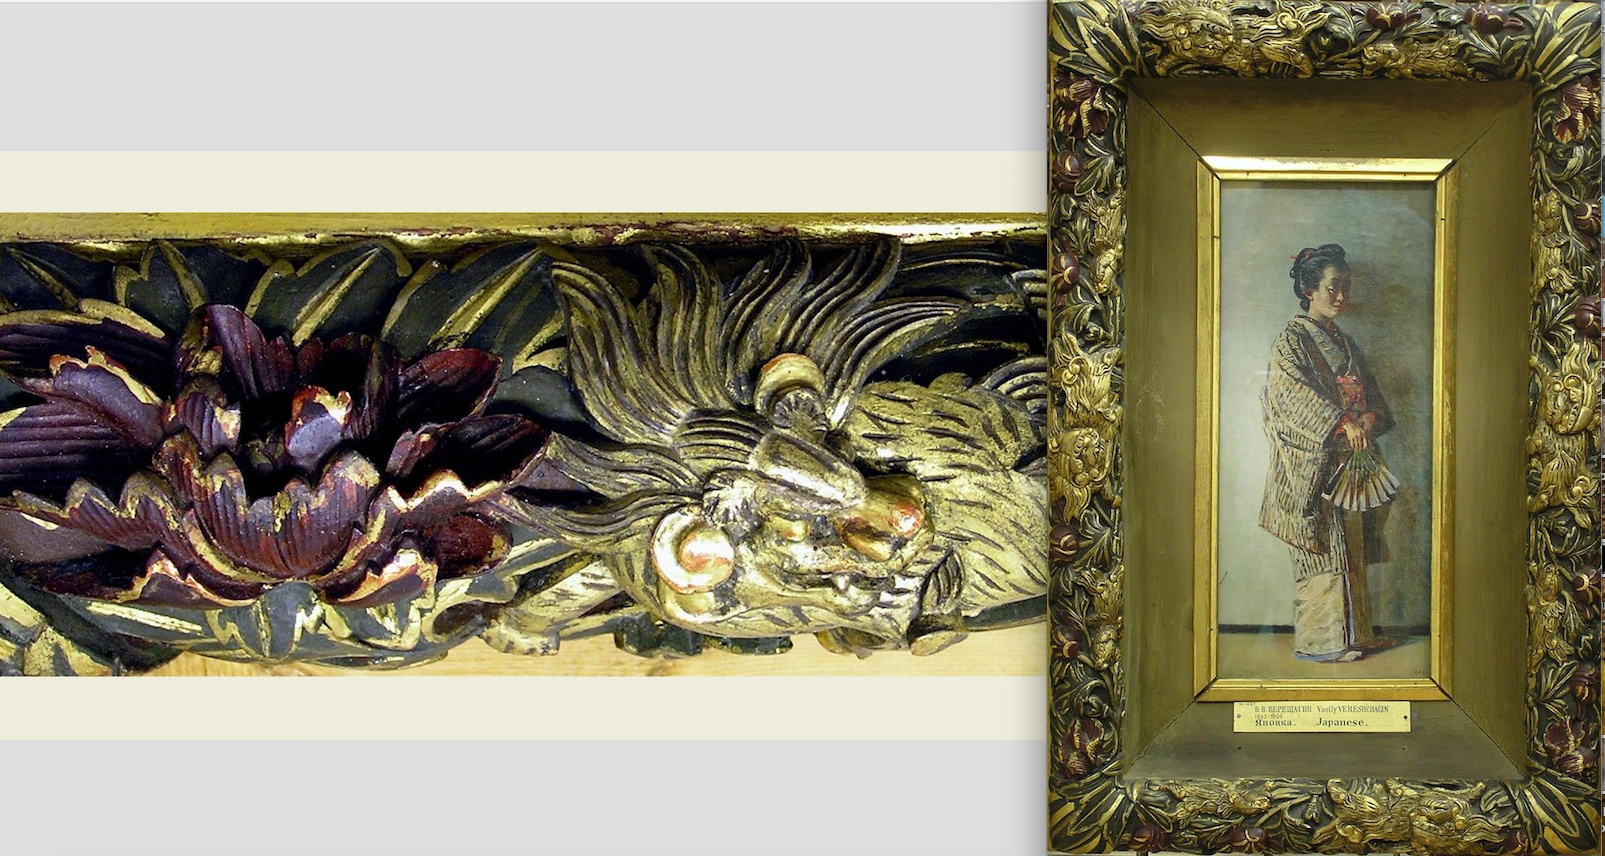 В.В. ВЕРЕЩАГИН. Vasily VERESHCHAGIN
1842-1904
Японка. Japanese.